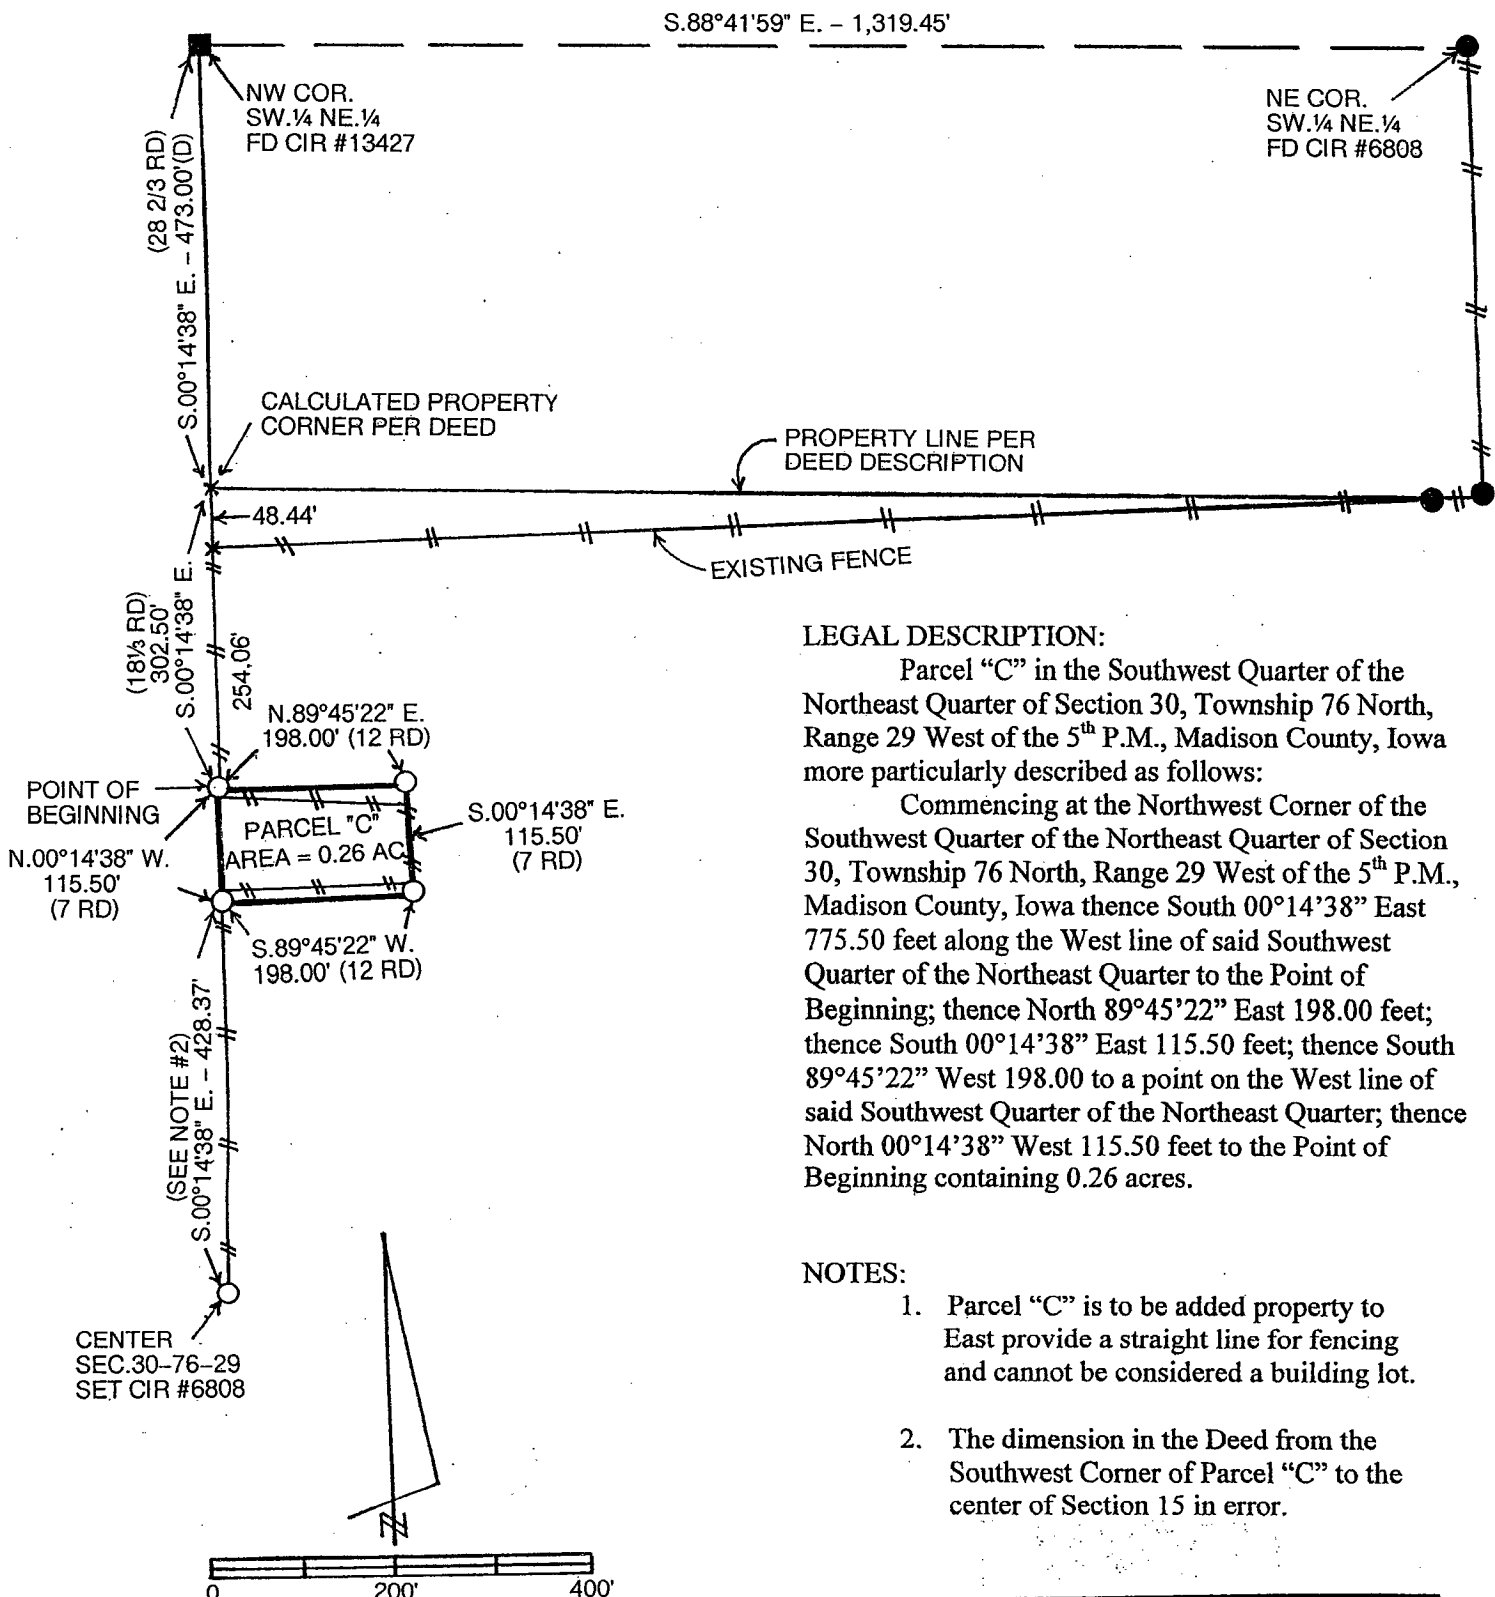 S.88°41'59" E. – 1,319.45'
NW COR.
SW.¼ NE.¼
FD CIR #13427
NE COR.
SW.¼ NE.¼
FD CIR #6808
(28 2/3 RD)
S.00°14'38" E. – 473.00'(D)
CALCULATED PROPERTY
CORNER PER DEED
PROPERTY LINE PER
DEED DESCRIPTION
48.44'
EXISTING FENCE
(18⅓ RD)
302.50'
S.00°14'38" E.
254.06'
N.89°45'22" E.
198.00' (12 RD)
POINT OF
BEGINNING
PARCEL "C"
AREA = 0.26 AC
S.00°14'38" E.
115.50'
(7 RD)
N.00°14'38" W.
115.50'
(7 RD)
S.89°45'22" W.
198.00' (12 RD)
(SEE NOTE #2)
S.00°14'38" E. – 428.37'
CENTER
SEC.30–76–29
SET CIR #6808
N
0 200' 400'
LEGAL DESCRIPTION:
Parcel “C” in the Southwest Quarter of the
Northeast Quarter of Section 30, Township 76 North,
Range 29 West of the 5th P.M., Madison County, Iowa
more particularly described as follows:
Commencing at the Northwest Corner of the
Southwest Quarter of the Northeast Quarter of Section
30, Township 76 North, Range 29 West of the 5th P.M.,
Madison County, Iowa thence South 00°14’38” East
775.50 feet along the West line of said Southwest
Quarter of the Northeast Quarter to the Point of
Beginning; thence North 89°45’22” East 198.00 feet;
thence South 00°14’38” East 115.50 feet; thence South
89°45’22” West 198.00 to a point on the West line of
said Southwest Quarter of the Northeast Quarter; thence
North 00°14’38” West 115.50 feet to the Point of
Beginning containing 0.26 acres.
NOTES:
1. Parcel “C” is to be added property to
East provide a straight line for fencing
and cannot be considered a building lot.
2. The dimension in the Deed from the
Southwest Corner of Parcel “C” to the
center of Section 15 in error.